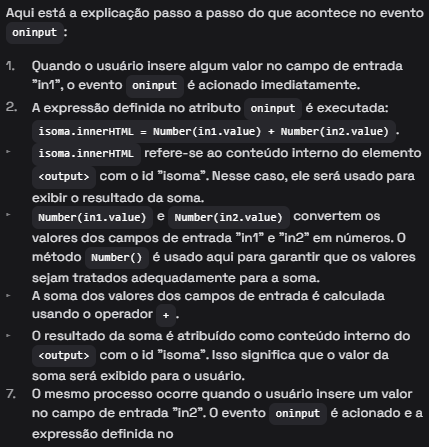 Aqui está a explicação passo a passo do que acontece no evento
oninput :
1. Quando o usuário insere algum valor no campo de entrada
"in1", o evento oninput é acionado imediatamente.
2. A expressão definida no atributo oninput é executada:
isoma.innerHTML = Number(in1.value) + Number(in2.value) .
- isoma.innerHTML refere-se ao conteúdo interno do elemento
<output> com o id "isoma". Nesse caso, ele será usado para
exibir o resultado da soma.
- Number(in1.value) e Number(in2.value) convertem os
valores dos campos de entrada "in1" e "in2" em números. O
método Number() é usado aqui para garantir que os valores
sejam tratados adequadamente para a soma.
- A soma dos valores dos campos de entrada é calculada
usando o operador + .
- O resultado da soma é atribuído como conteúdo interno do
<output> com o id "isoma". Isso significa que o valor da
soma será exibido para o usuário.
7. O mesmo processo ocorre quando o usuário insere um valor
no campo de entrada "in2". O evento oninput é acionado e a
expressão definida no